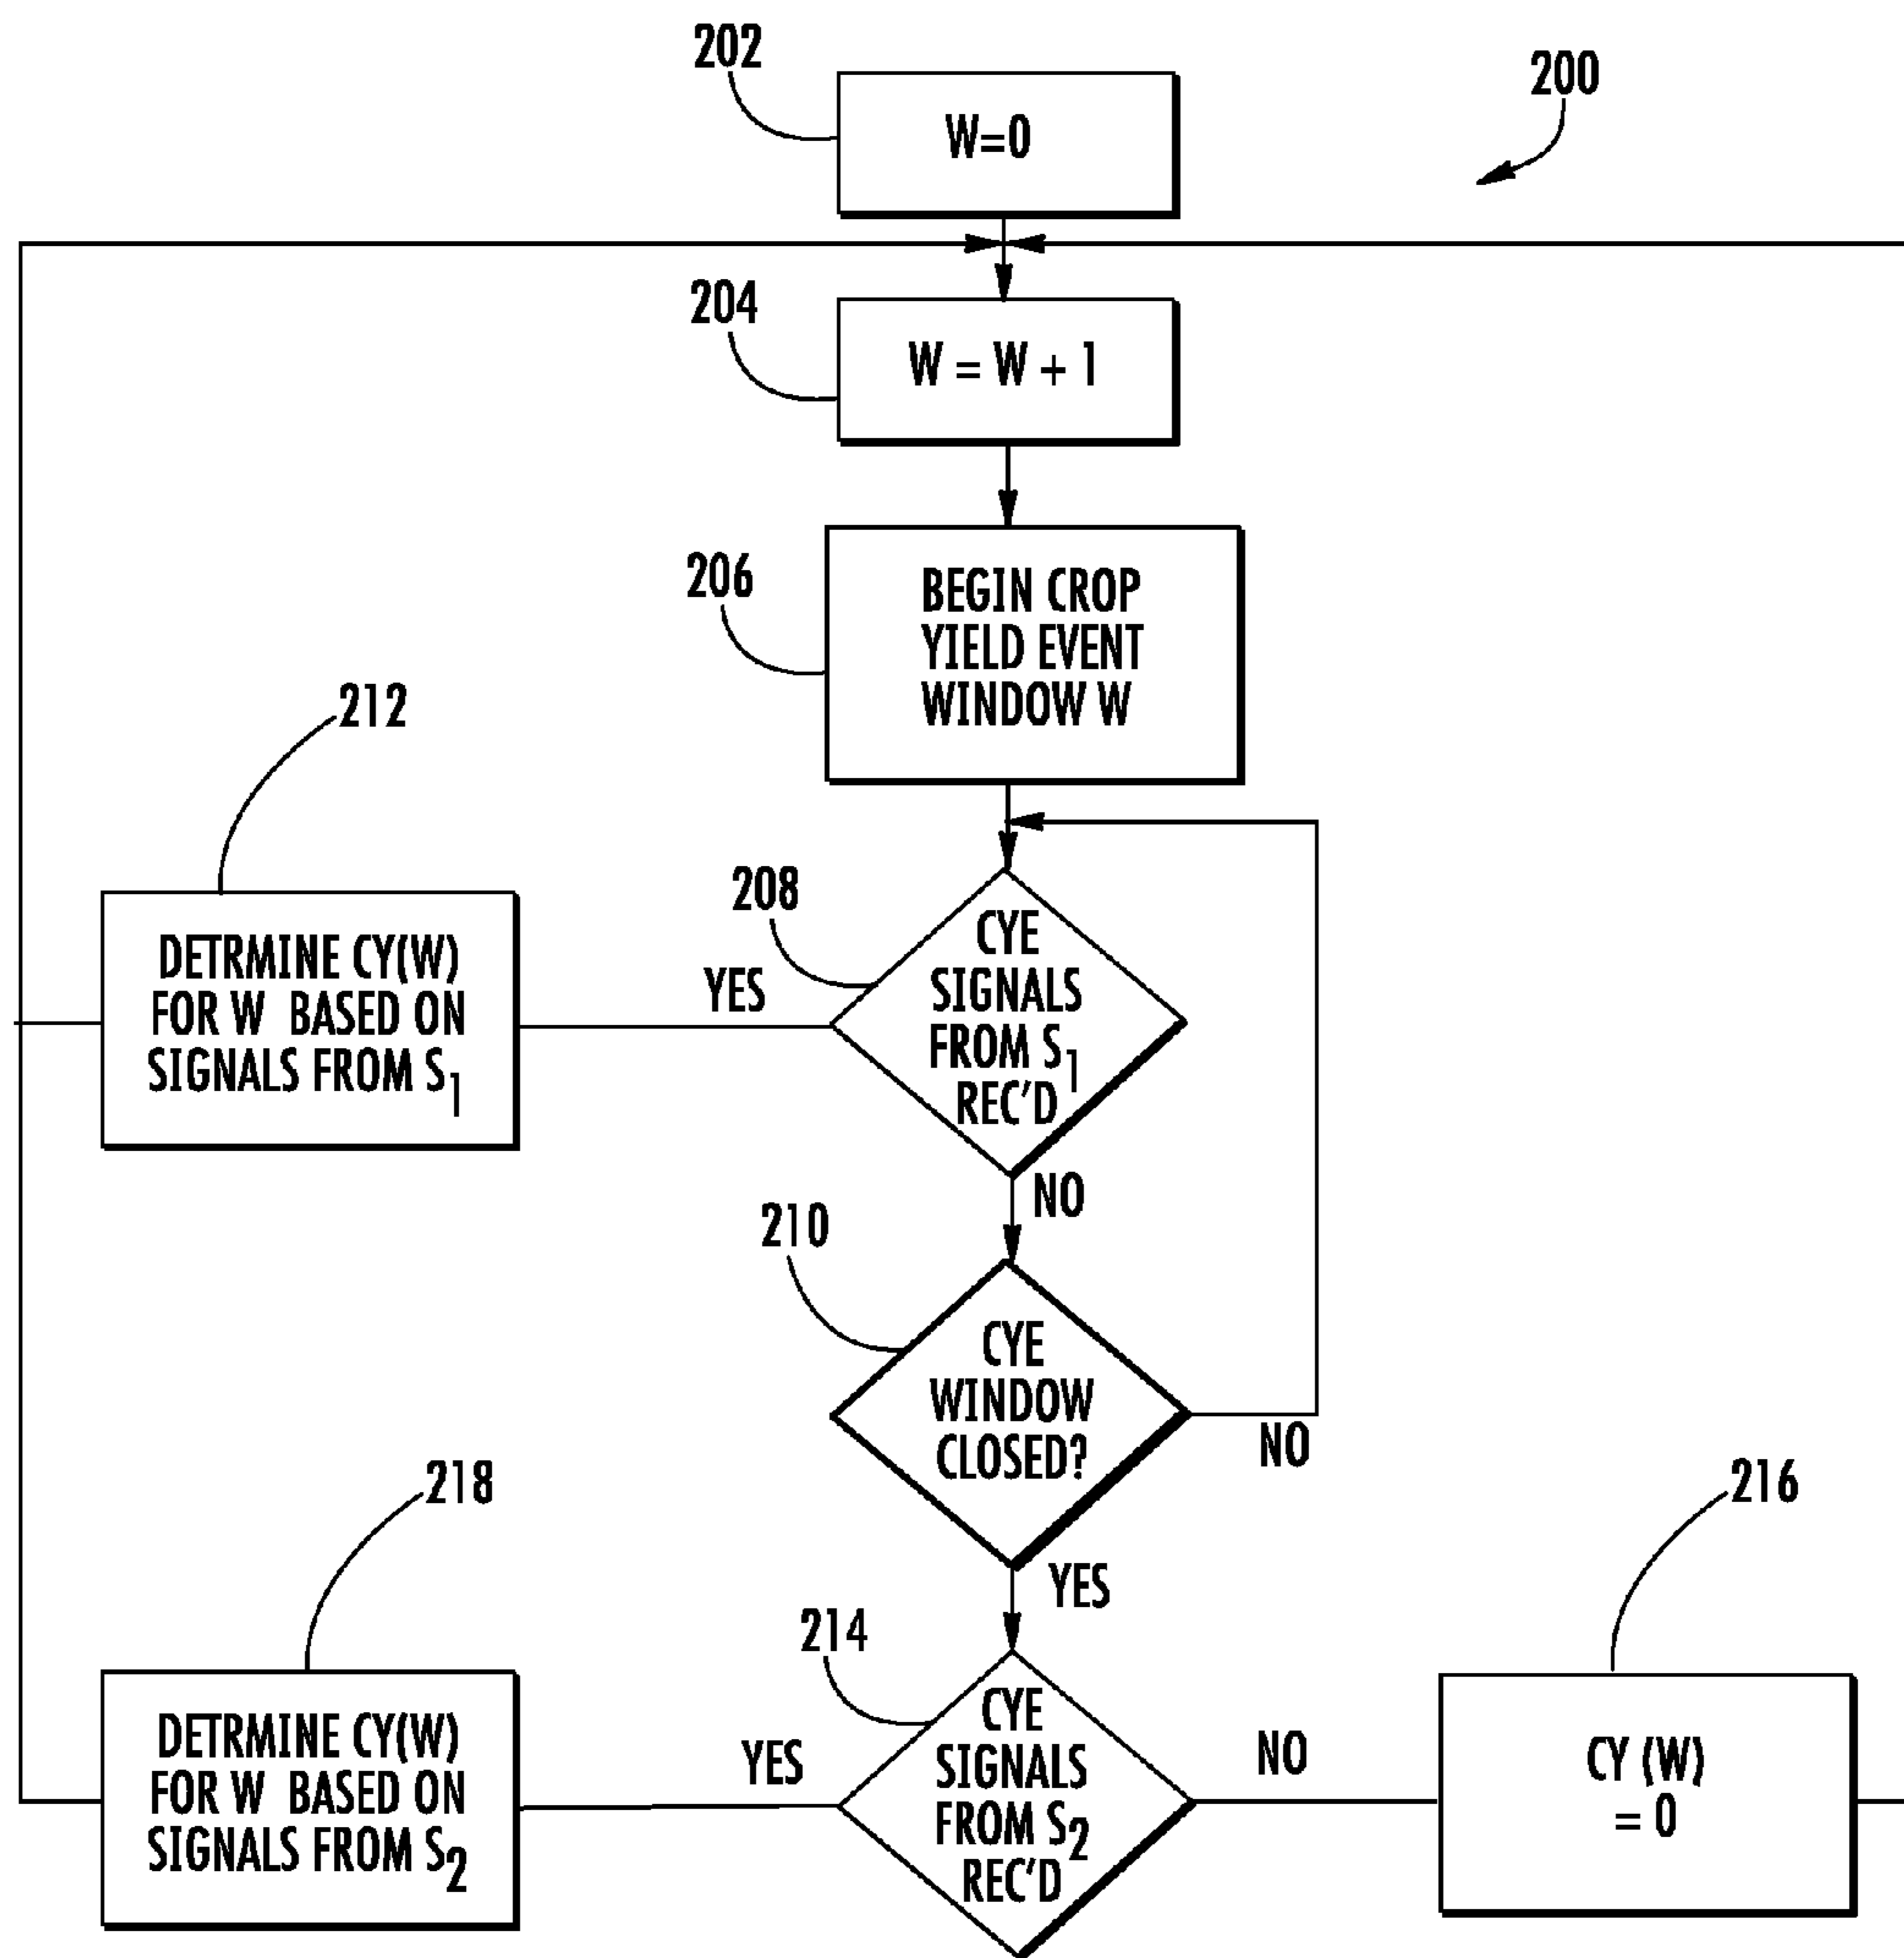 202
W=0
200
204
W = W + 1
206
BEGIN CROP
YIELD EVENT
WINDOW W
212
208
CYE
SIGNALS
FROM S1
REC'D
YES
DETRMINE CY(W)
FOR W BASED ON
SIGNALS FROM S1
NO
210
CYE
WINDOW
CLOSED?
NO
218
216
YES
214
CYE
SIGNALS
FROM S2
REC'D
YES
NO
DETRMINE CY(W)
FOR W BASED ON
SIGNALS FROM S2
CY (W)
= 0